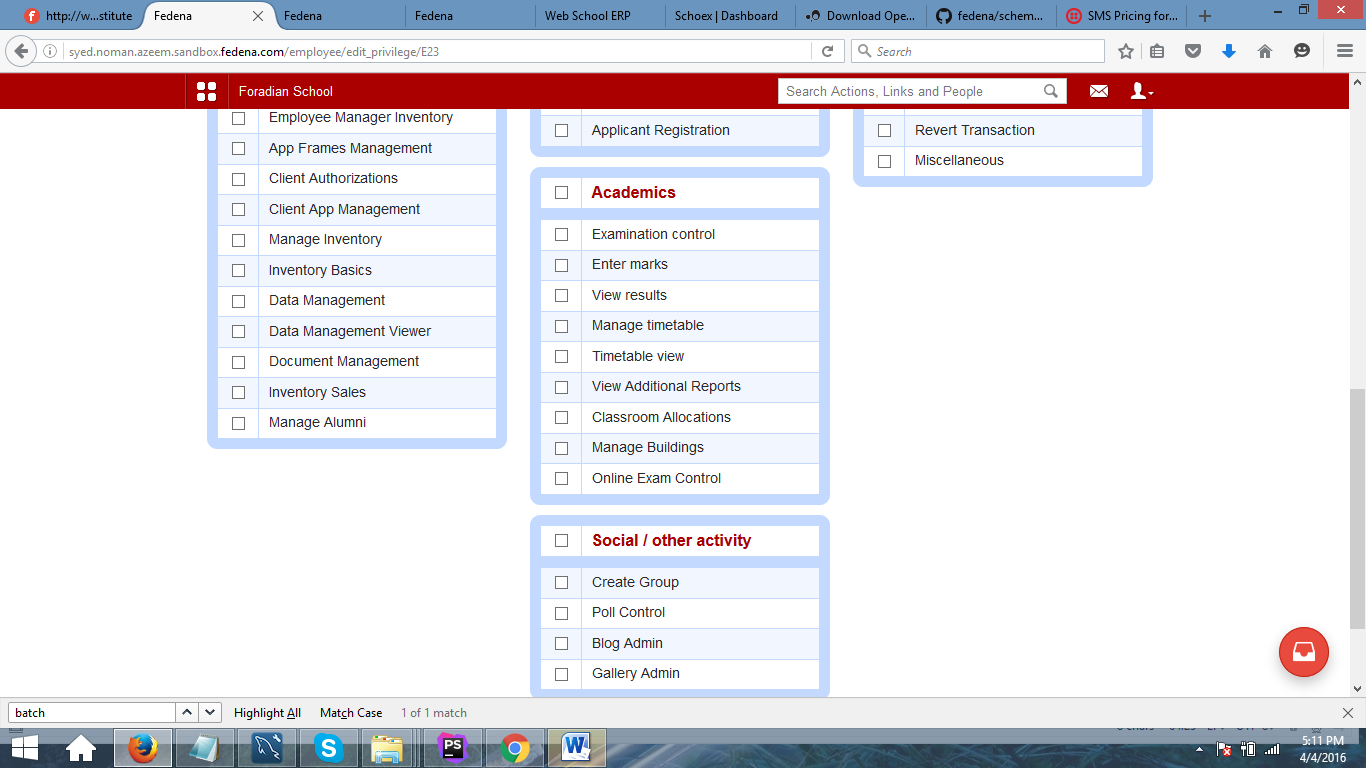 http://w...stitute
Fedena
Fedena
Fedena
Web School ERP
Schoex | Dashboard
Download Ope...
fedena/schem...
SMS Pricing for...
syed.noman.azeem.sandbox.fedena.com/employee/edit_privilege/E23
Search
Foradian School
Search Actions, Links and People
Employee Manager Inventory
App Frames Management
Client Authorizations
Client App Management
Manage Inventory
Inventory Basics
Data Management
Data Management Viewer
Document Management
Inventory Sales
Manage Alumni
Applicant Registration
Academics
Examination control
Enter marks
View results
Manage timetable
Timetable view
View Additional Reports
Classroom Allocations
Manage Buildings
Online Exam Control
Social / other activity
Create Group
Poll Control
Blog Admin
Gallery Admin
Revert Transaction
Miscellaneous
batch
Highlight All
Match Case
1 of 1 match
PS
5:11 PM
4/4/2016